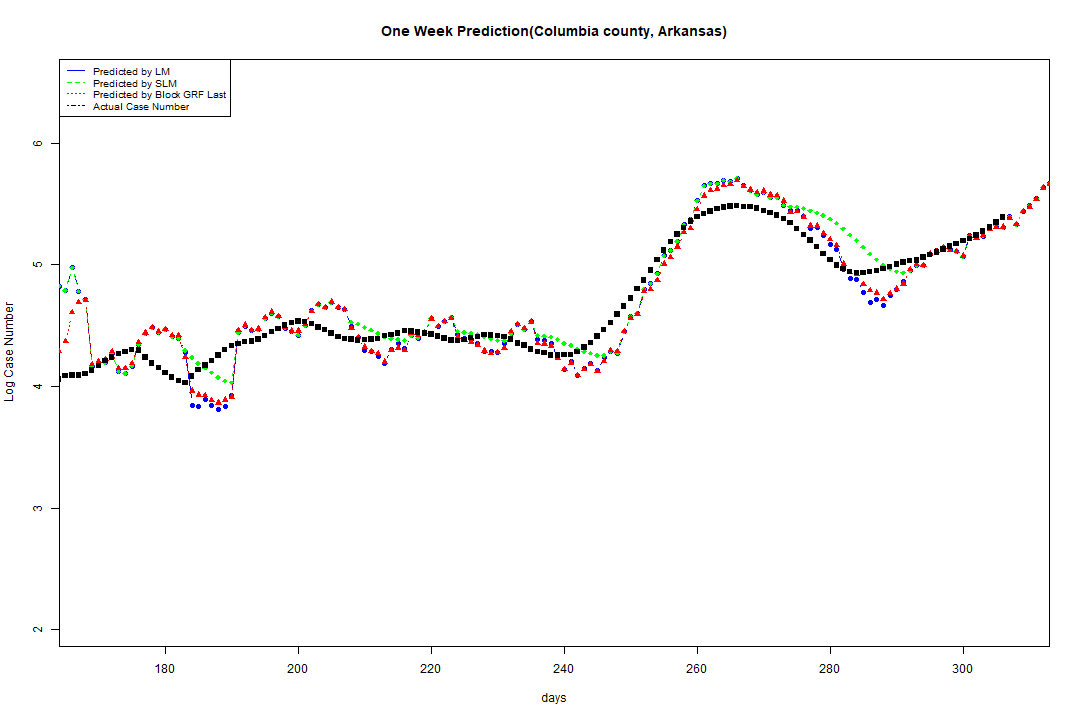 One Week Prediction(Columbia county, Arkansas)
Predicted by LM
Predicted by SLM
Predicted by Block GRF Last
Actual Case Number
Log Case Number
6
5
4
3
2
180 200 220 240 260 280 300
days